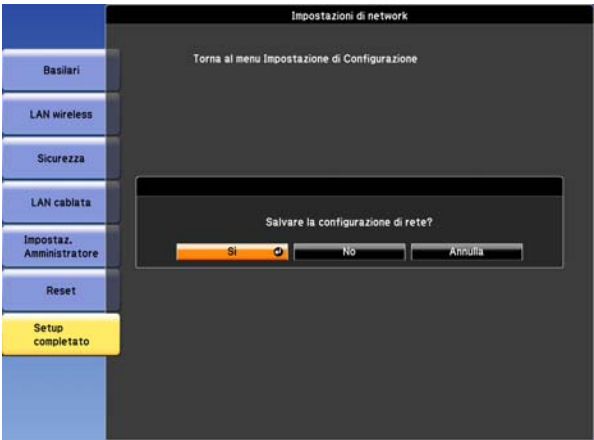 Impostazioni di network
Torna al menu Impostazione di Configurazione
Basilari
LAN wireless
Sicurezza
LAN cablata
Impostaz.
Amministratore
Reset
Setup
completato
Salvare la configurazione di rete?
Sì No Annulla